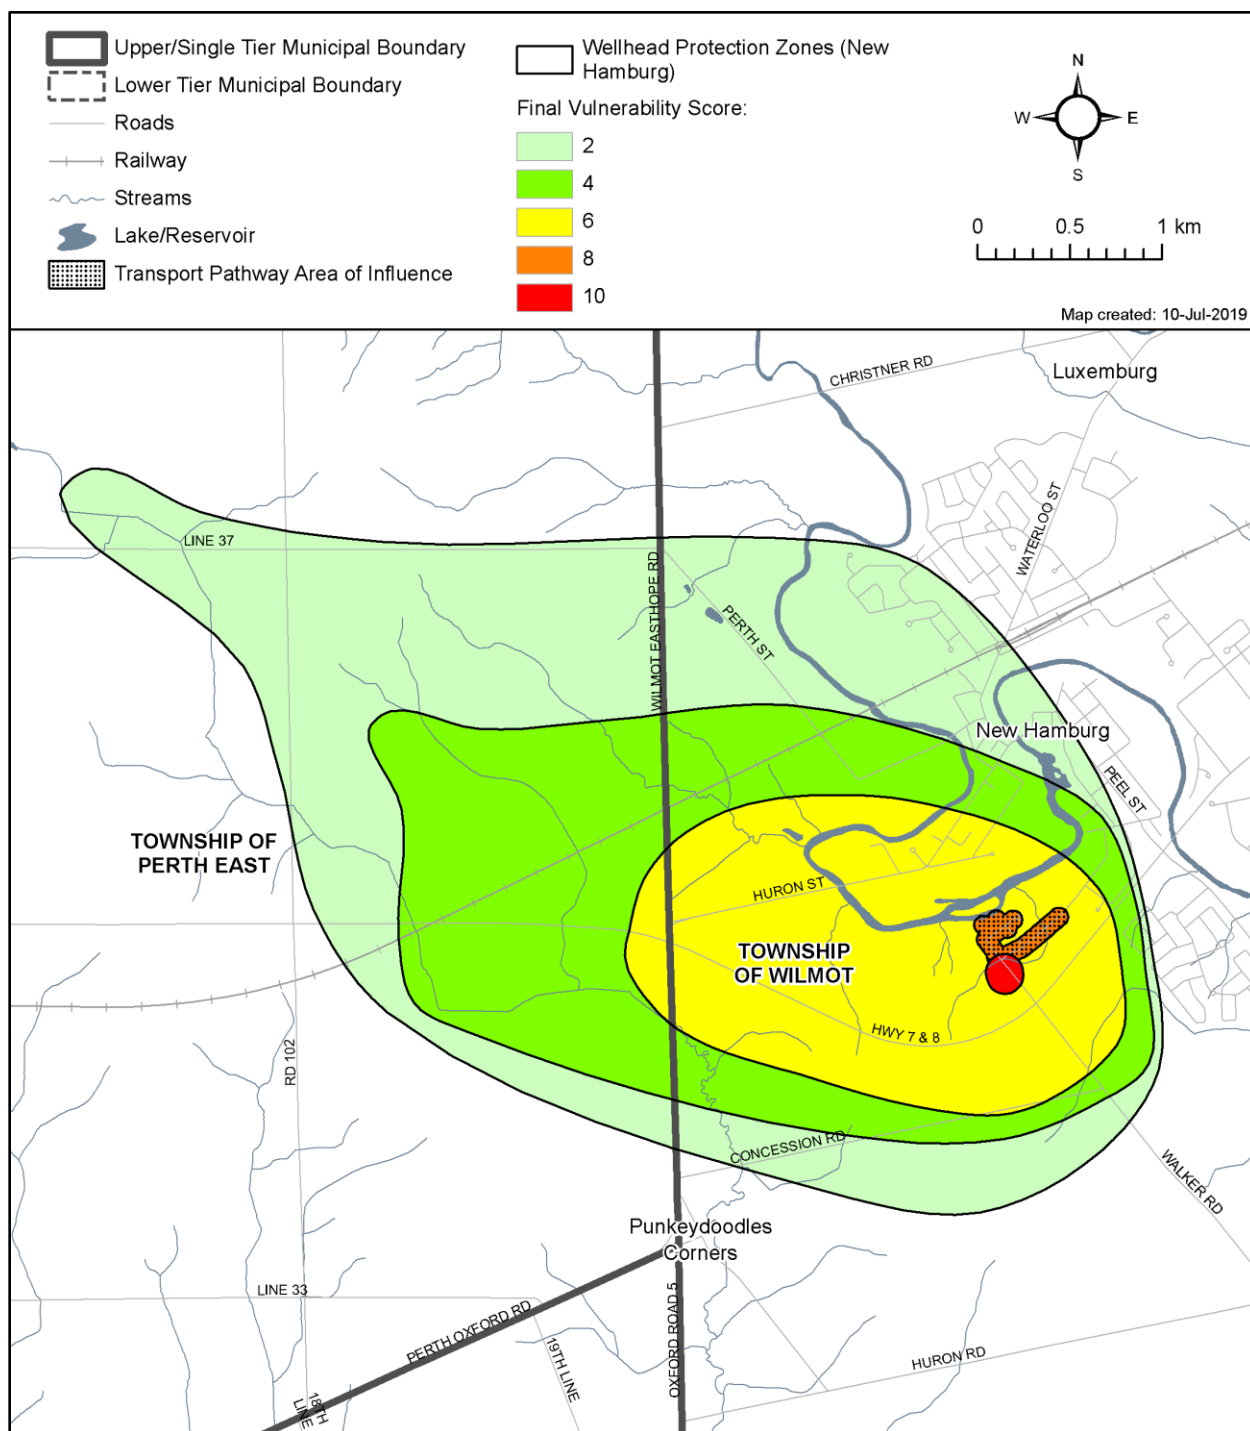 Upper/Single Tier Municipal Boundary
Lower Tier Municipal Boundary
Roads
Railway
Streams
Lake/Reservoir
Transport Pathway Area of Influence
Wellhead Protection Zones (New
Hamburg)
Final Vulnerability Score:
2
4
6
8
10
N
W
E
S
0
0.5
1 km
Map created: 10-Jul-2019
CHRISTNER RD
Luxemburg
WATERLOO ST
LINE 37
WILMOT EASTHOPE RD
PERTH ST
New Hamburg
PEEL ST
TOWNSHIP OF
PERTH EAST
HURON ST
TOWNSHIP
OF WILMOT
HWY 7 & 8
RD 102
CONCESSION RD
WALKER RD
Punkeydoodles
Corners
LINE 33
PERTH OXFORD RD
OXFORD ROAD 5
19TH LINE
HURON RD
18TH
LINE